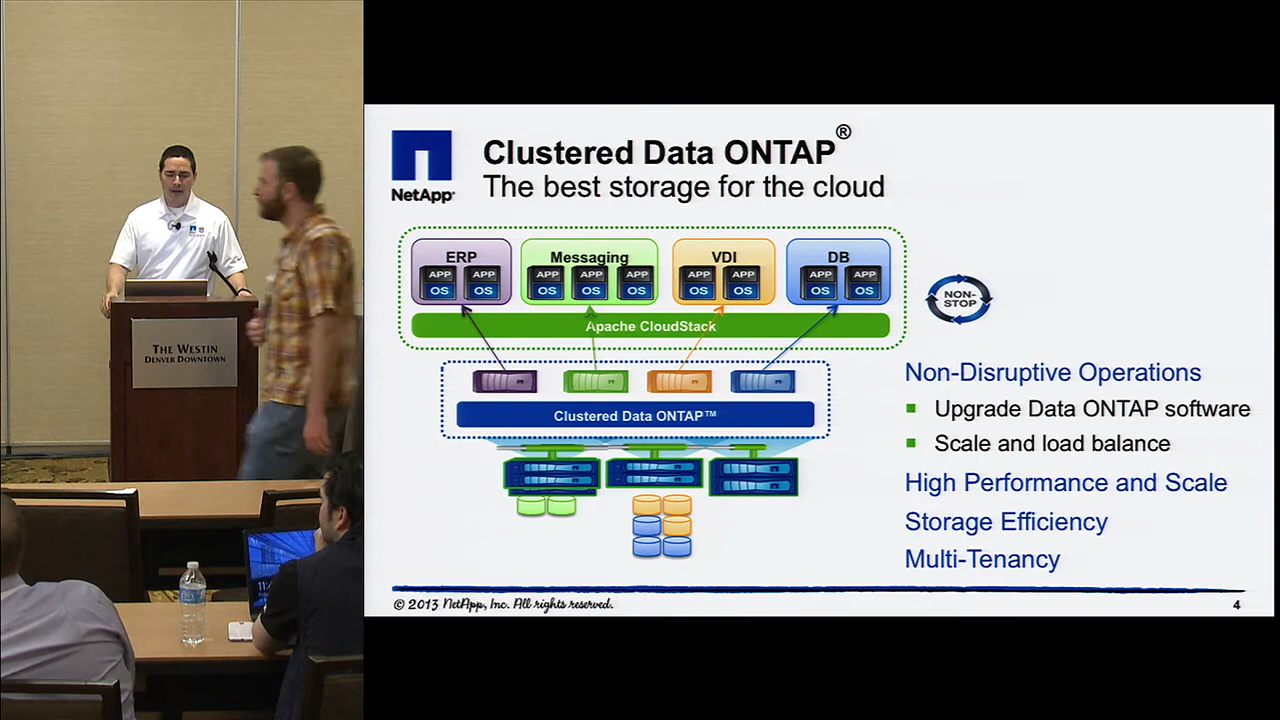 THE WESTIN
DENVER DOWNTOWN
NetApp
Clustered Data ONTAP®
The best storage for the cloud
ERP
Messaging
VDI
DB
APP APP APP APP APP APP APP APP APP
OS OS OS OS OS OS OS OS OS
Apache CloudStack
Clustered Data ONTAP™
NON-
STOP
Non-Disruptive Operations
Upgrade Data ONTAP software
Scale and load balance
High Performance and Scale
Storage Efficiency
Multi-Tenancy
© 2013 NetApp, Inc. All rights reserved.
4